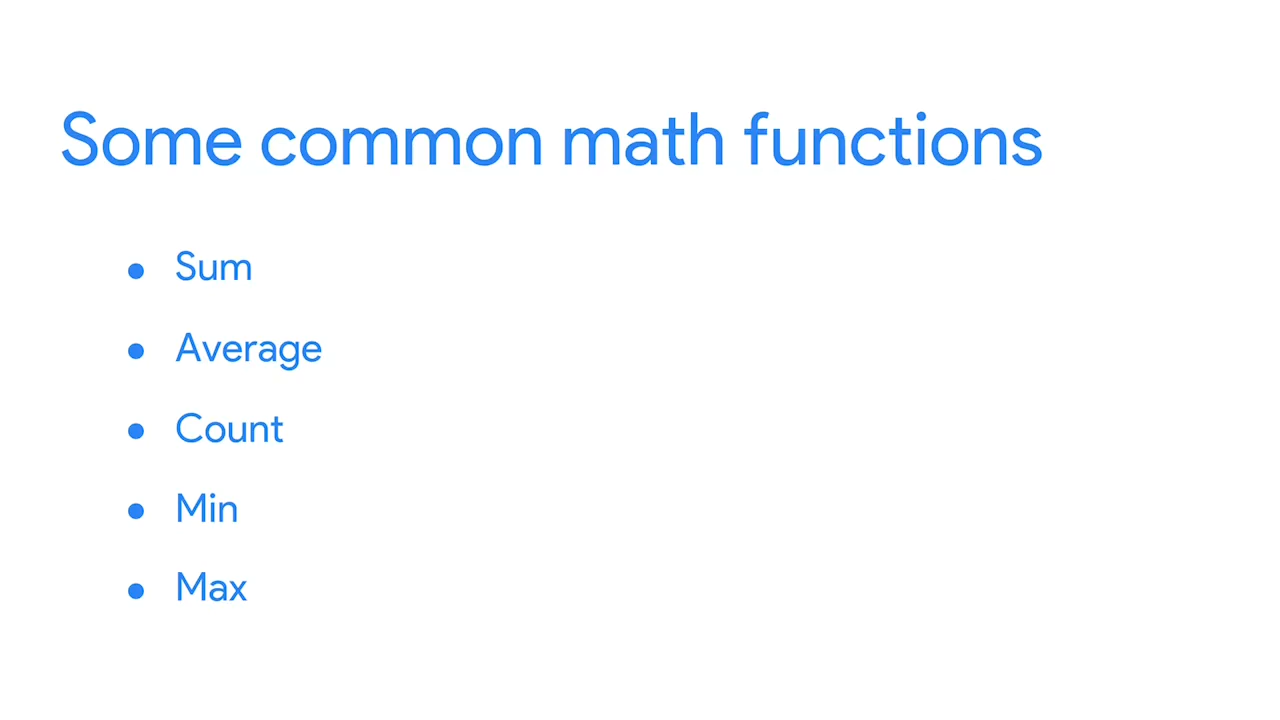 Some common math functions
● Sum
● Average
● Count
● Min
● Max